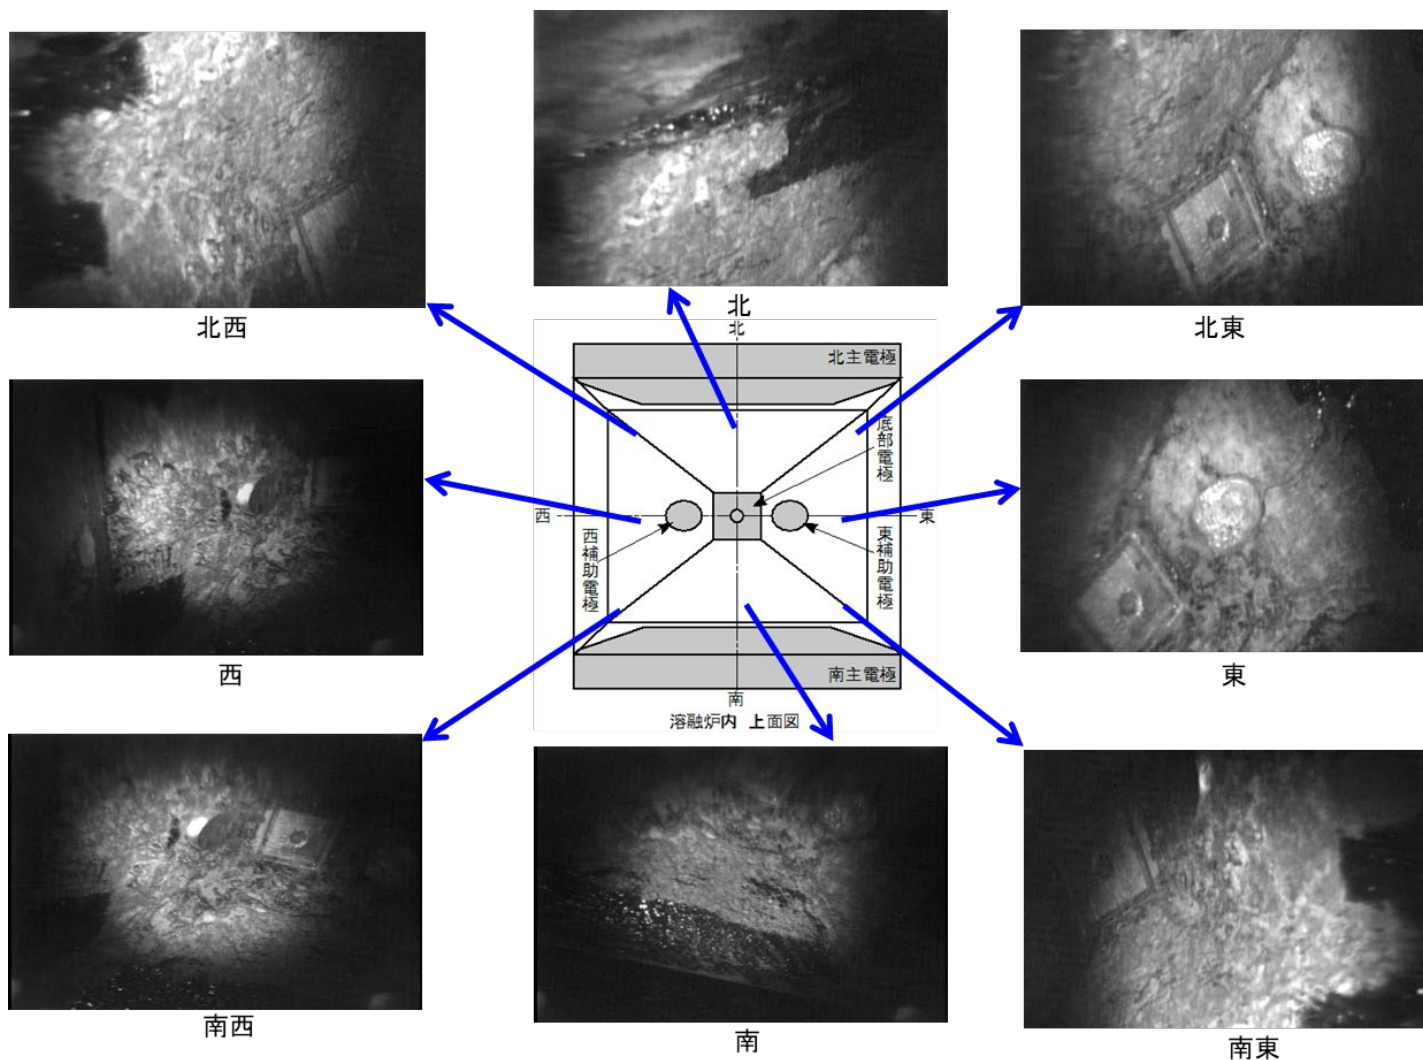 北西
北
北東
北
北主電極
底部電極
西
東
西補助電極
東補助電極
西
東
南主電極
南
溶融炉内 上面図
南西
南
南東